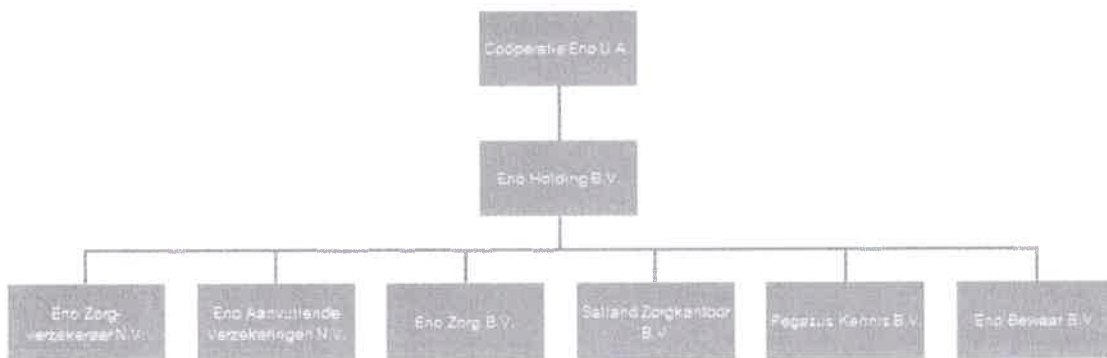 Coöperatie Eno U.A.
Eno Holding B.V.
Eno Zorg-
verzekeraar N.V.
Eno Aanvullende
Verzekeringen N.V.
Eno Zorg B.V.
Salland Zorgkantoor
B.V.
Pegasus Kennis B.V.
Eno Bewaar B.V.